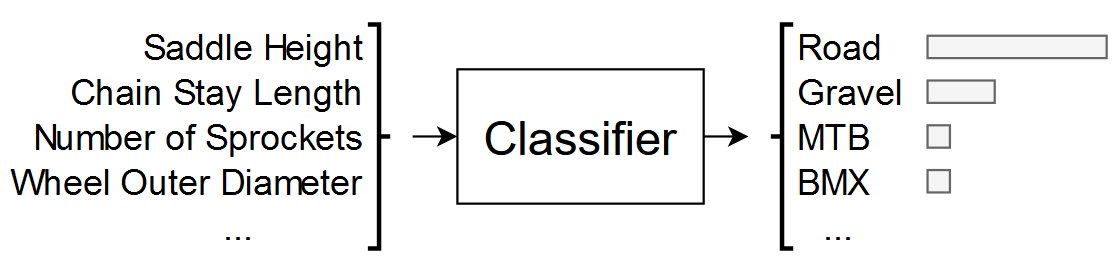 Saddle Height
Chain Stay Length
Number of Sprockets
Wheel Outer Diameter
...
Classifier
Road
Gravel
MTB
BMX
...